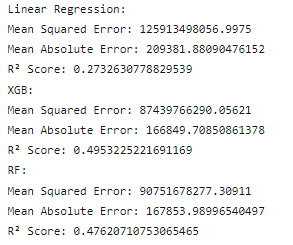 Linear Regression:
Mean Squared Error: 125913498056.9975
Mean Absolute Error: 209381.88090476152
R² Score: 0.2732630778829539
XGB:
Mean Squared Error: 87439766290.05621
Mean Absolute Error: 166849.70850861378
R² Score: 0.4953225221691169
RF:
Mean Squared Error: 90751678277.30911
Mean Absolute Error: 167853.98996540497
R² Score: 0.47620710753065465